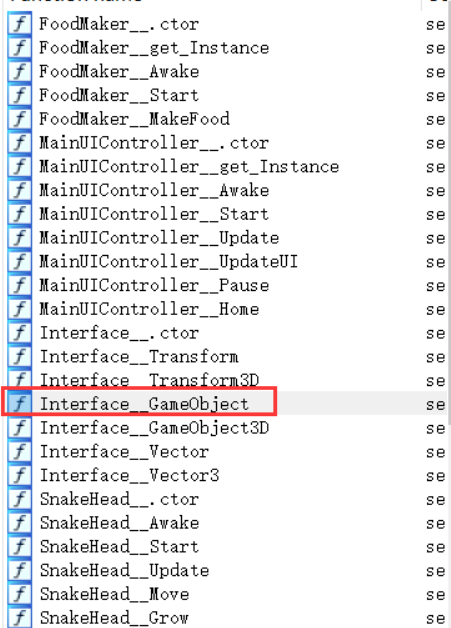 FoodMaker__.ctor se
FoodMaker__get_Instance se
FoodMaker__Awake se
FoodMaker__Start se
FoodMaker__MakeFood se
MainUIController__.ctor se
MainUIController__get_Instance se
MainUIController__Awake se
MainUIController__Start se
MainUIController__Update se
MainUIController__UpdateUI se
MainUIController__Pause se
MainUIController__Home se
Interface__.ctor se
Interface__Transform se
Interface__Transform3D se
Interface__GameObject se
Interface__GameObject3D se
Interface__Vector se
Interface__Vector3 se
SnakeHead__.ctor se
SnakeHead__Awake se
SnakeHead__Start se
SnakeHead__Update se
SnakeHead__Move se
SnakeHead__Grow se